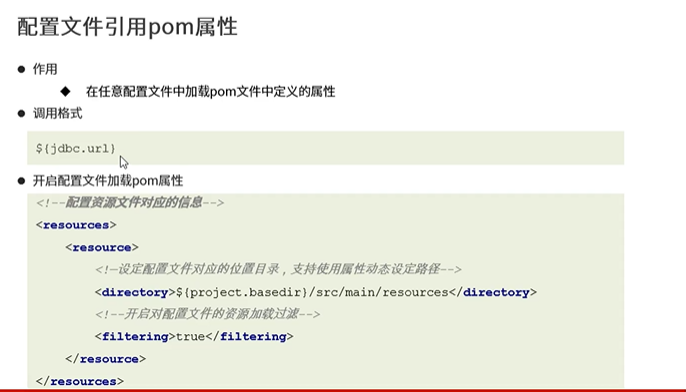 配置文件引用pom属性
● 作用
◆ 在任意配置文件中加载pom文件中定义的属性
● 调用格式
${jdbc.url}
● 开启配置文件加载pom属性
<!--配置资源文件对应的信息-->
<resources>
<resource>
<!—设定配置文件对应的位置目录，支持使用属性动态设定路径-->
<directory>${project.basedir}/src/main/resources</directory>
<!--开启对配置文件的资源加载过滤-->
<filtering>true</filtering>
</resource>
</resources>